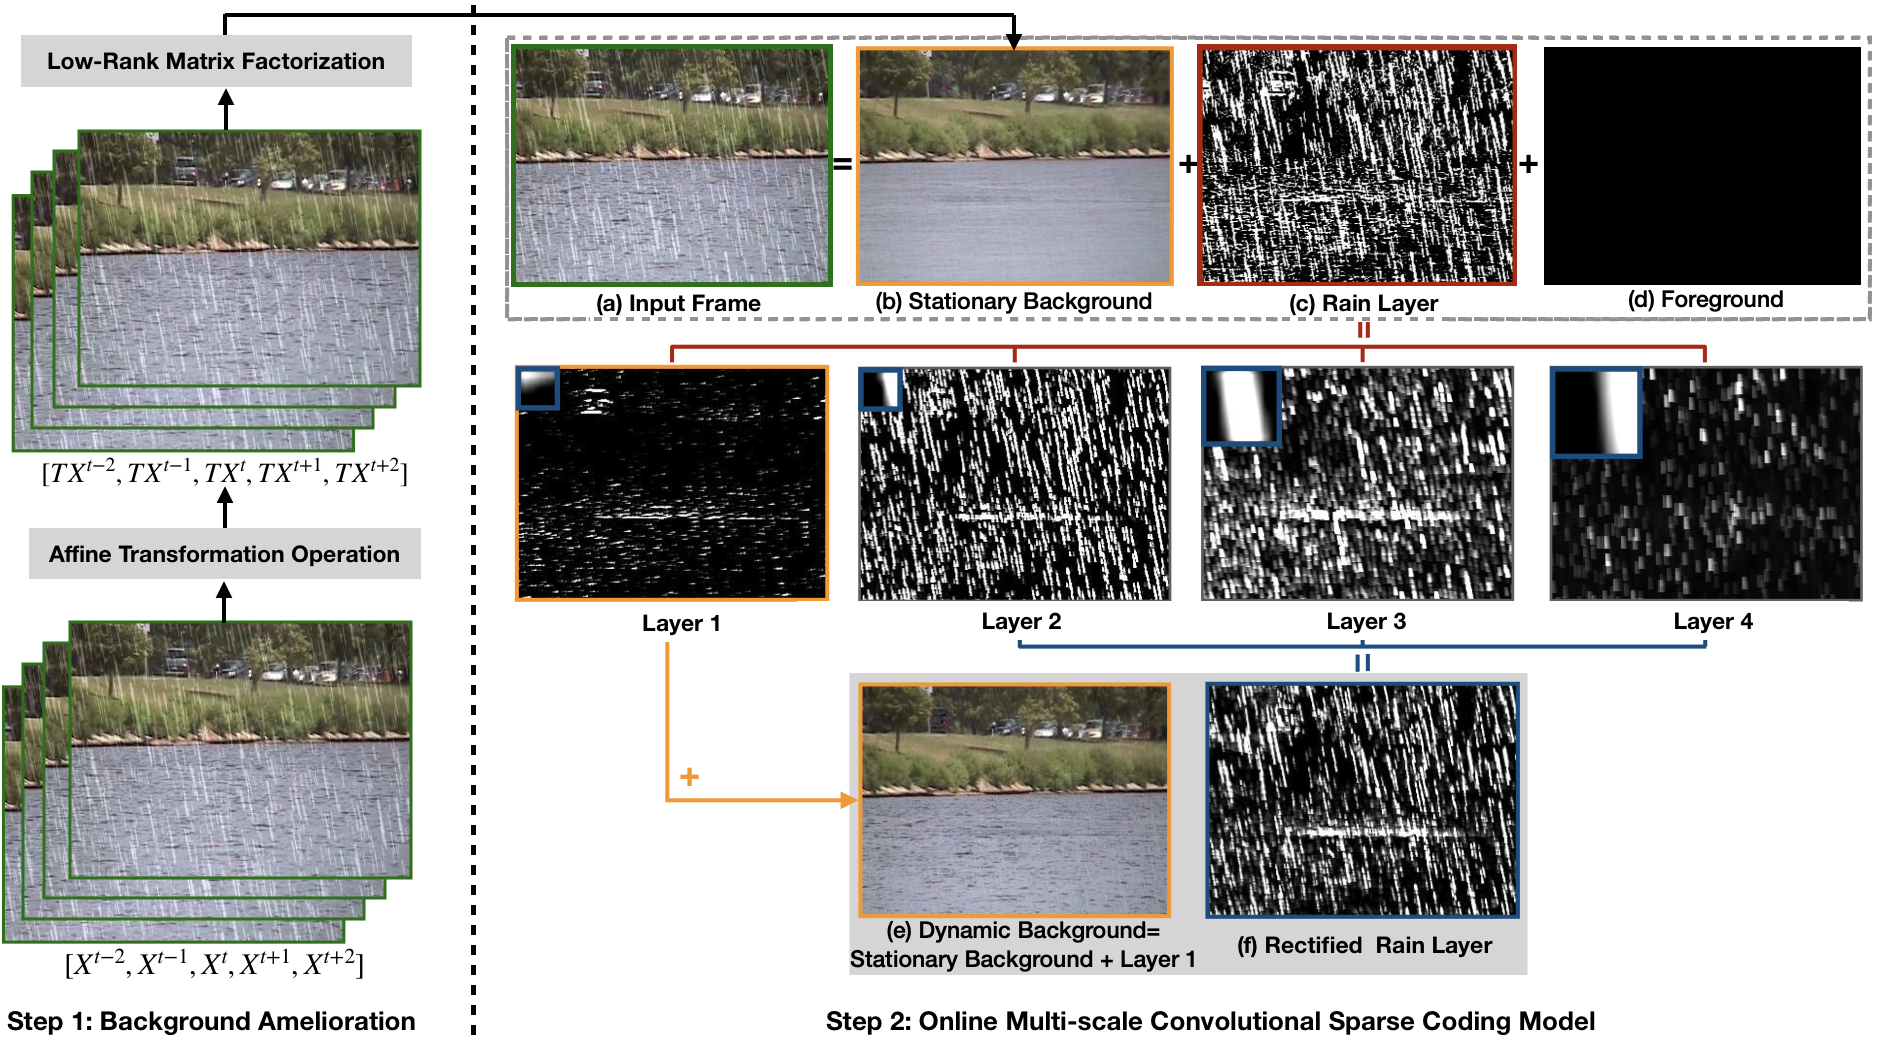 Low-Rank Matrix Factorization
[TX^{t−2}, TX^{t−1}, TX^{t}, TX^{t+1}, TX^{t+2}]
Affine Transformation Operation
[X^{t−2}, X^{t−1}, X^{t}, X^{t+1}, X^{t+2}]
Step 1: Background Amelioration
= + +
(a) Input Frame
(b) Stationary Background
(c) Rain Layer
(d) Foreground
=
Layer 1
Layer 2
Layer 3
Layer 4
=
+
(e) Dynamic Background=
Stationary Background + Layer 1
(f) Rectified Rain Layer
Step 2: Online Multi-scale Convolutional Sparse Coding Model